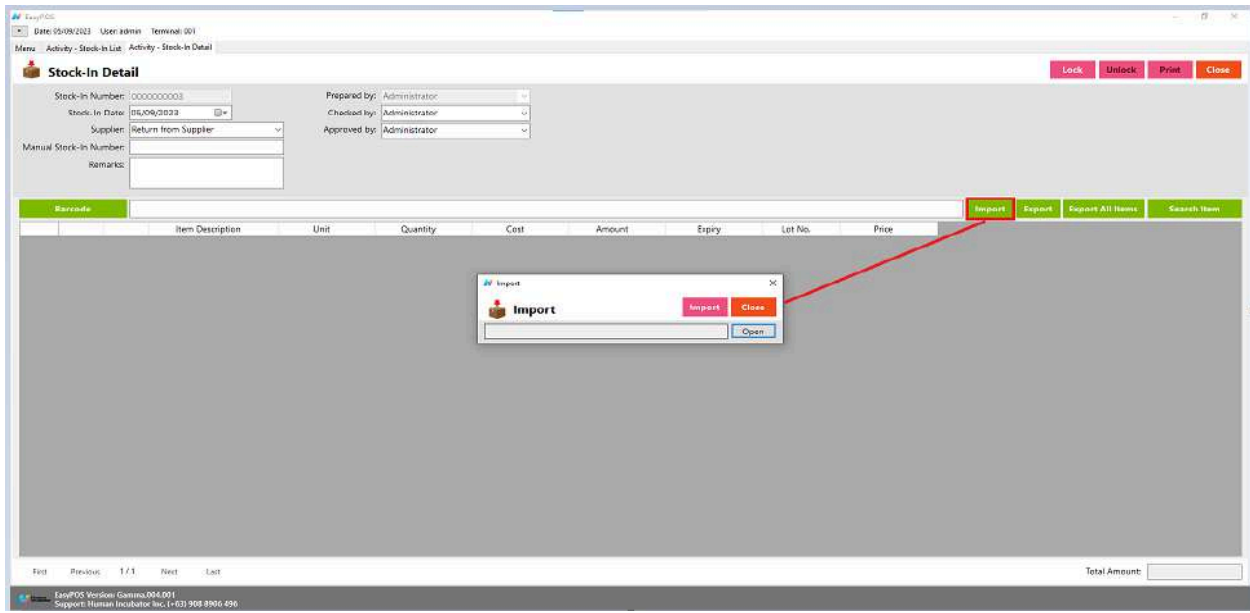 EasyPOS
Date: 05/09/2023 User: admin Terminal: 001
Menu Activity - Stock-In List Activity - Stock-In Detail
Stock-In Detail
Lock Unlock Print Close
Stock-In Number: 0000000003 Prepared by: Administrator
Stock-In Date: 05/09/2023 Checked by: Administrator
Supplier: Return from Supplier Approved by: Administrator
Manual Stock-In Number:
Remarks:
Barcode Import Export Export All Items Search Item
Item Description Unit Quantity Cost Amount Expiry Lot No. Price
Import
Import Import Close
Open
First Previous 1 / 1 Next Last Total Amount:
EasyPOS Version: Gamma.004.001
Support: Human Incubator Inc. (+63) 908 8906 496